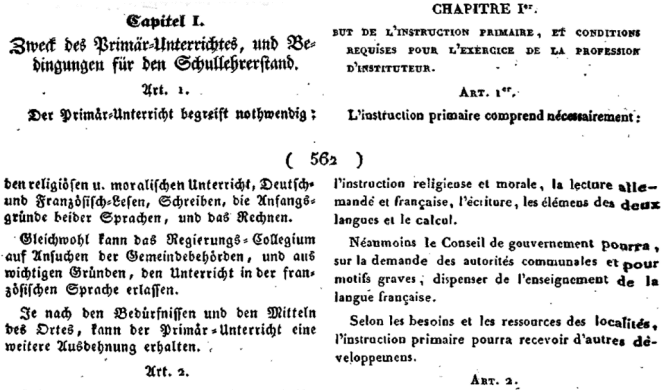 Capitel I.
Zweck des Primär-Unterrichtes, und Be-
dingungen für den Schullehrerstand.
Art. 1.
Der Primär-Unterricht begreift nothwendig:
CHAPITRE Ier.
BUT DE L'INSTRUCTION PRIMAIRE, ET CONDITIONS
REQUISES POUR L'EXERCICE DE LA PROFESSION
D'INSTITUTEUR.
ART. 1er.
L'instruction primaire comprend nécessairement:
( 562 )
den religiösen u. moralischen Unterricht, Deutsch-
und Französisch-Lesen, Schreiben, die Anfangs-
gründe beider Sprachen, und das Rechnen.
Gleichwohl kann das Regierungs-Collegium
auf Ansuchen der Gemeindebehörden, und aus
wichtigen Gründen, den Unterricht in der fran-
zösischen Sprache erlassen.
Je nach den Bedürfnissen und den Mitteln
des Ortes, kann der Primär-Unterricht eine
weitere Ausdehnung erhalten.
Art. 2.
l'instruction religieuse et morale, la lecture alle-
mande et française, l'écriture, les élémens des deux
langues et le calcul.
Néaumoins le Conseil de gouvernement pourra,
sur la demande des autorités communales et pour
motifs graves, dispenser de l'enseignement de la
langue française.
Selon les besoins et les ressources des localités,
l'instruction primaire pourra recevoir d'autres dé-
veloppemens.
ART. 2.